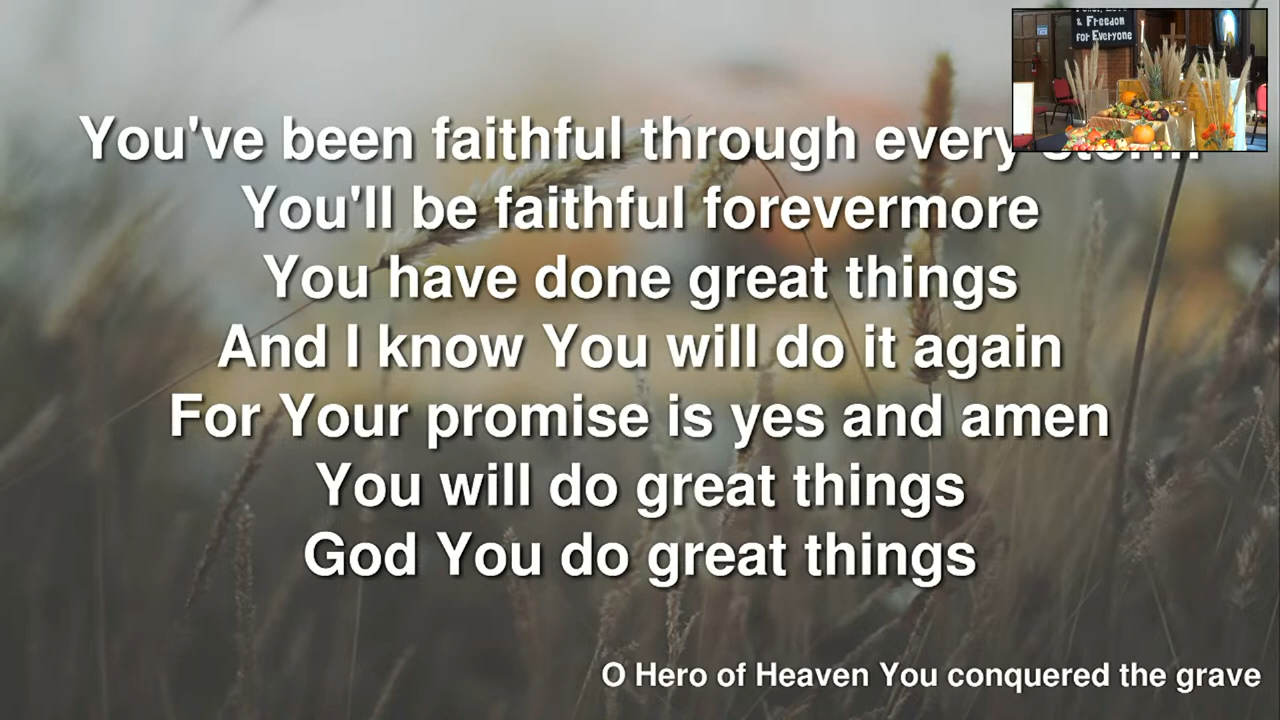 You've been faithful through every
You'll be faithful forevermore
You have done great things
And I know You will do it again
For Your promise is yes and amen
You will do great things
God You do great things
O Hero of Heaven You conquered the grave
& Freedom
for Everyone